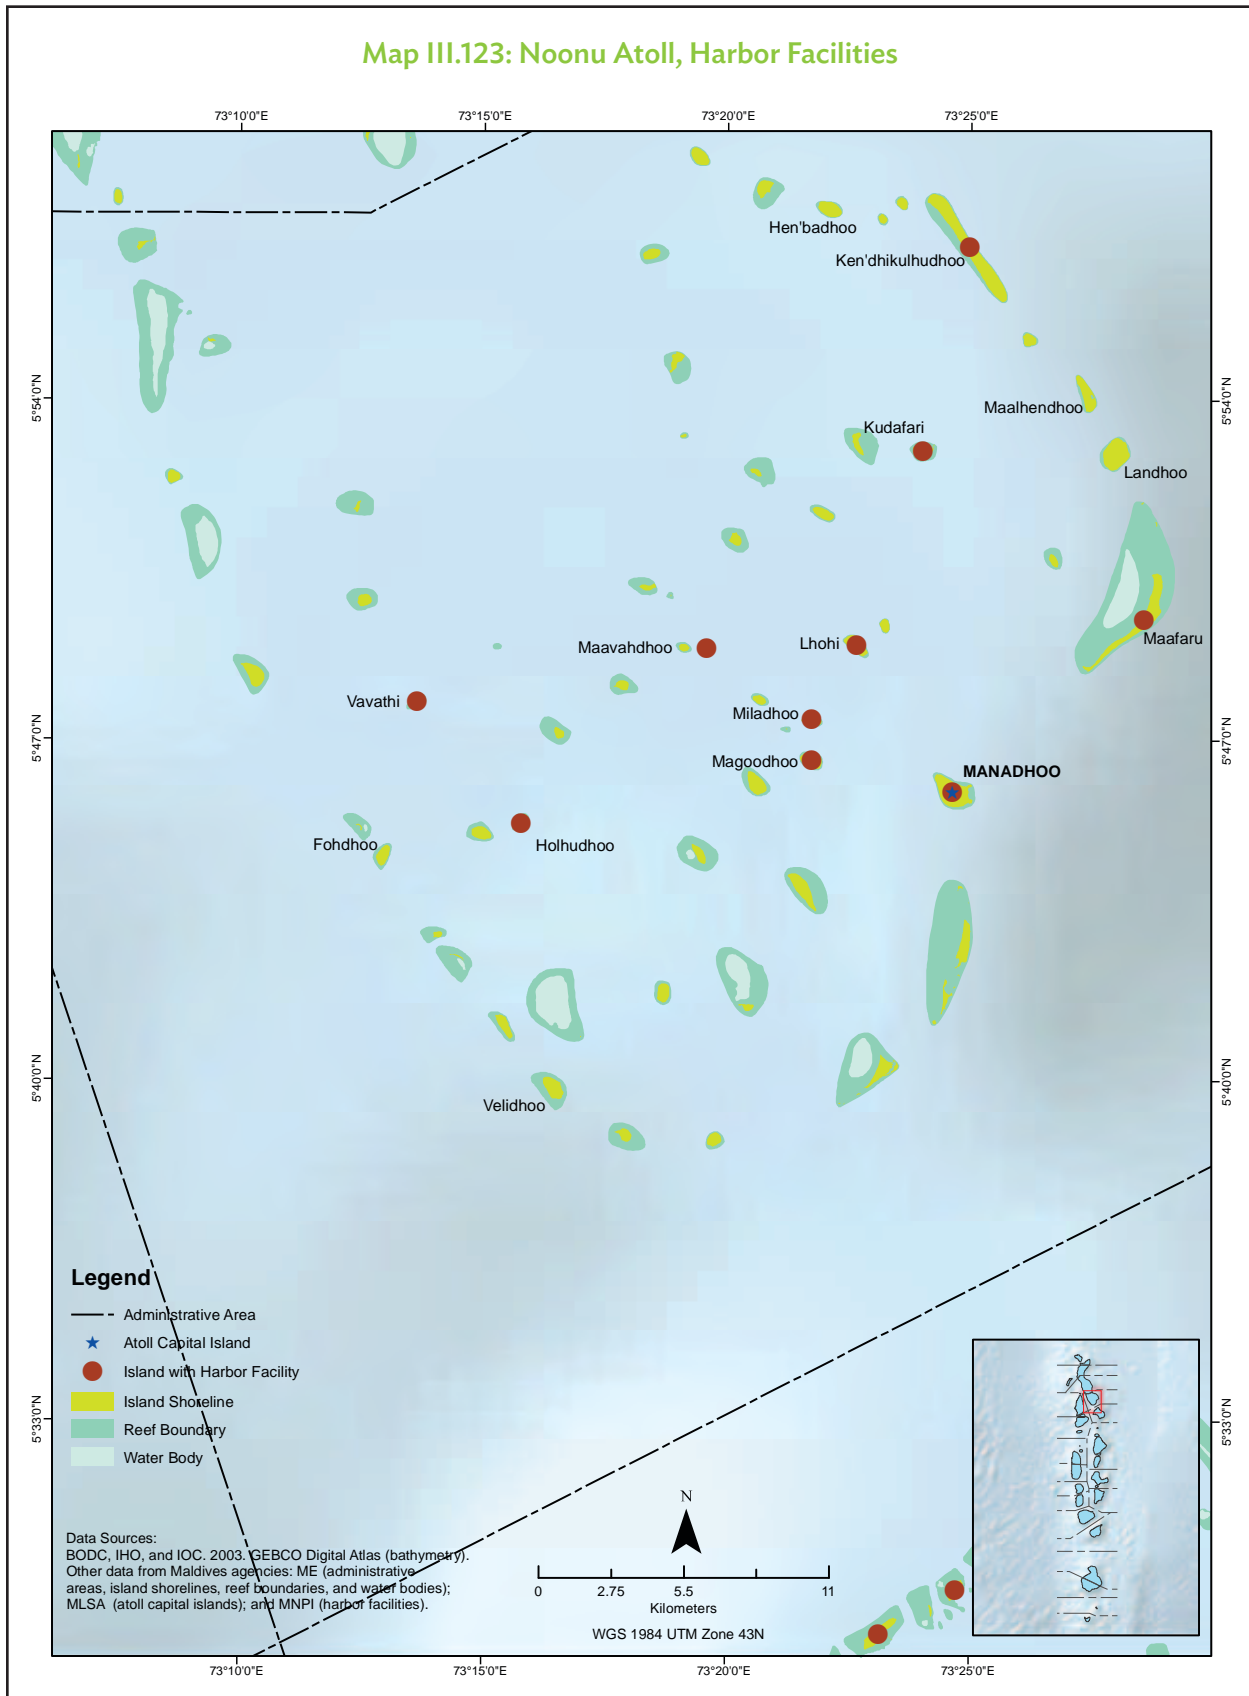 Map III.123: Noonu Atoll, Harbor Facilities
73°10'0"E
73°15'0"E
73°20'0"E
73°25'0"E
Hen'badhoo
Ken'dhikulhudhoo
5°54'0"N
5°54'0"N
Maalhendhoo
Kudafari
Landhoo
Maavahdhoo
Lhohi
Maafaru
Vavathi
Miladhoo
5°47'0"N
5°47'0"N
Magoodhoo
MANADHOO
Fohdhoo
Holhudhoo
5°40'0"N
5°40'0"N
Velidhoo
Legend
Administrative Area
Atoll Capital Island
Island with Harbor Facility
Island Shoreline
Reef Boundary
Water Body
5°33'0"N
5°33'0"N
N
Data Sources:
BODC, IHO, and IOC. 2003. GEBCO Digital Atlas (bathymetry).
Other data from Maldives agencies: ME (administrative
areas, island shorelines, reef boundaries, and water bodies);
MLSA (atoll capital islands); and MNPI (harbor facilities).
0 2.75 5.5 11
Kilometers
WGS 1984 UTM Zone 43N
73°10'0"E
73°15'0"E
73°20'0"E
73°25'0"E